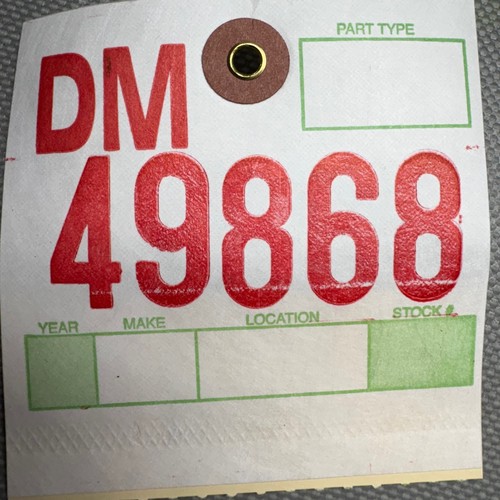 PART TYPE
DM
49868
YEAR MAKE LOCATION STOCK #